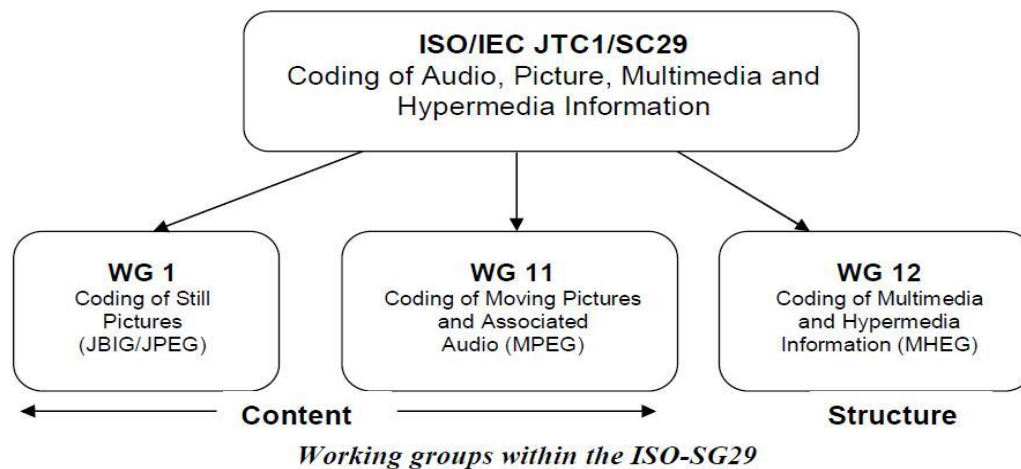 ISO/IEC JTC1/SC29
Coding of Audio, Picture, Multimedia and
Hypermedia Information
WG 1
Coding of Still
Pictures
(JBIG/JPEG)
WG 11
Coding of Moving Pictures
and Associated
Audio (MPEG)
WG 12
Coding of Multimedia
and Hypermedia
Information (MHEG)
Content
Structure
Working groups within the ISO-SG29